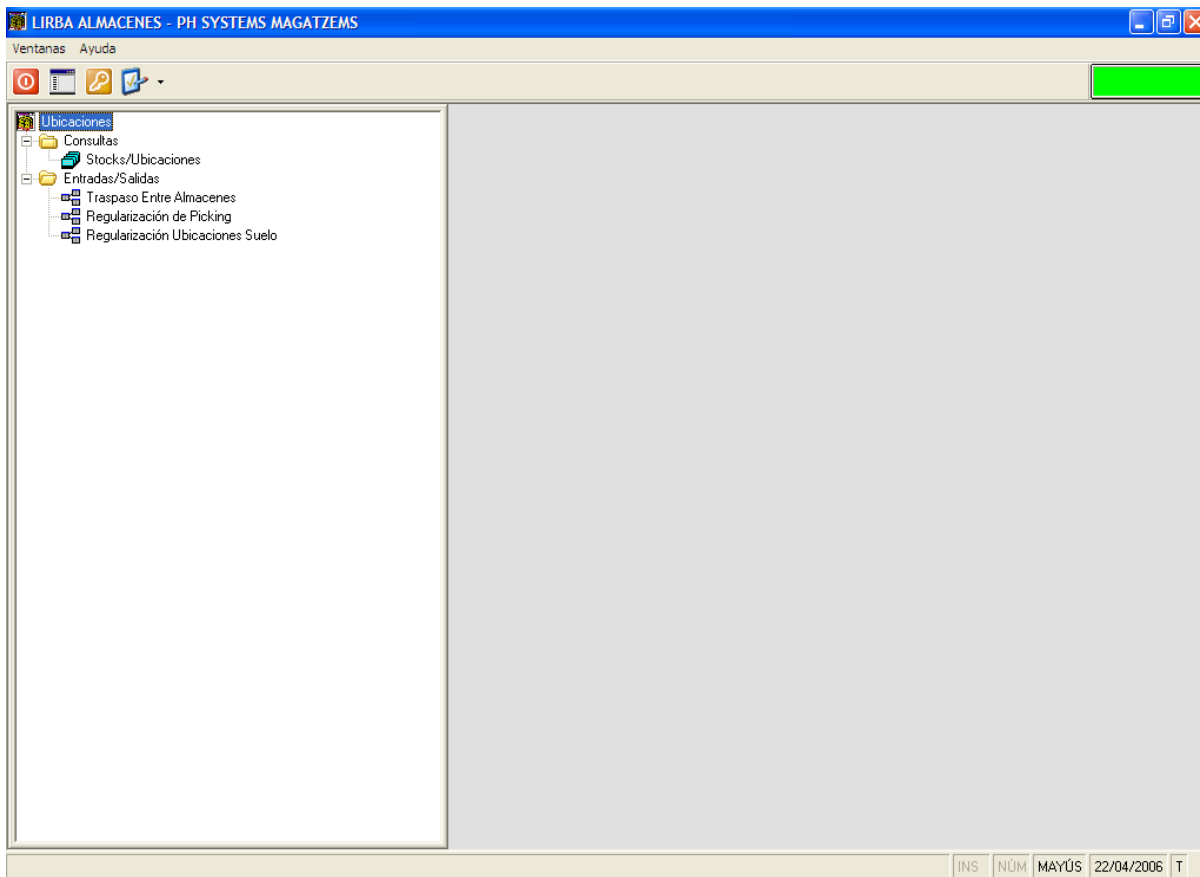 LIRBA ALMACENES - PH SYSTEMS MAGATZEMS
Ventanas Ayuda
Ubicaciones
Consultas
Stocks/Ubicaciones
Entradas/Salidas
Traspaso Entre Almacenes
Regularización de Picking
Regularización Ubicaciones Suelo
INS NÚM MAYÚS 22/04/2006 T